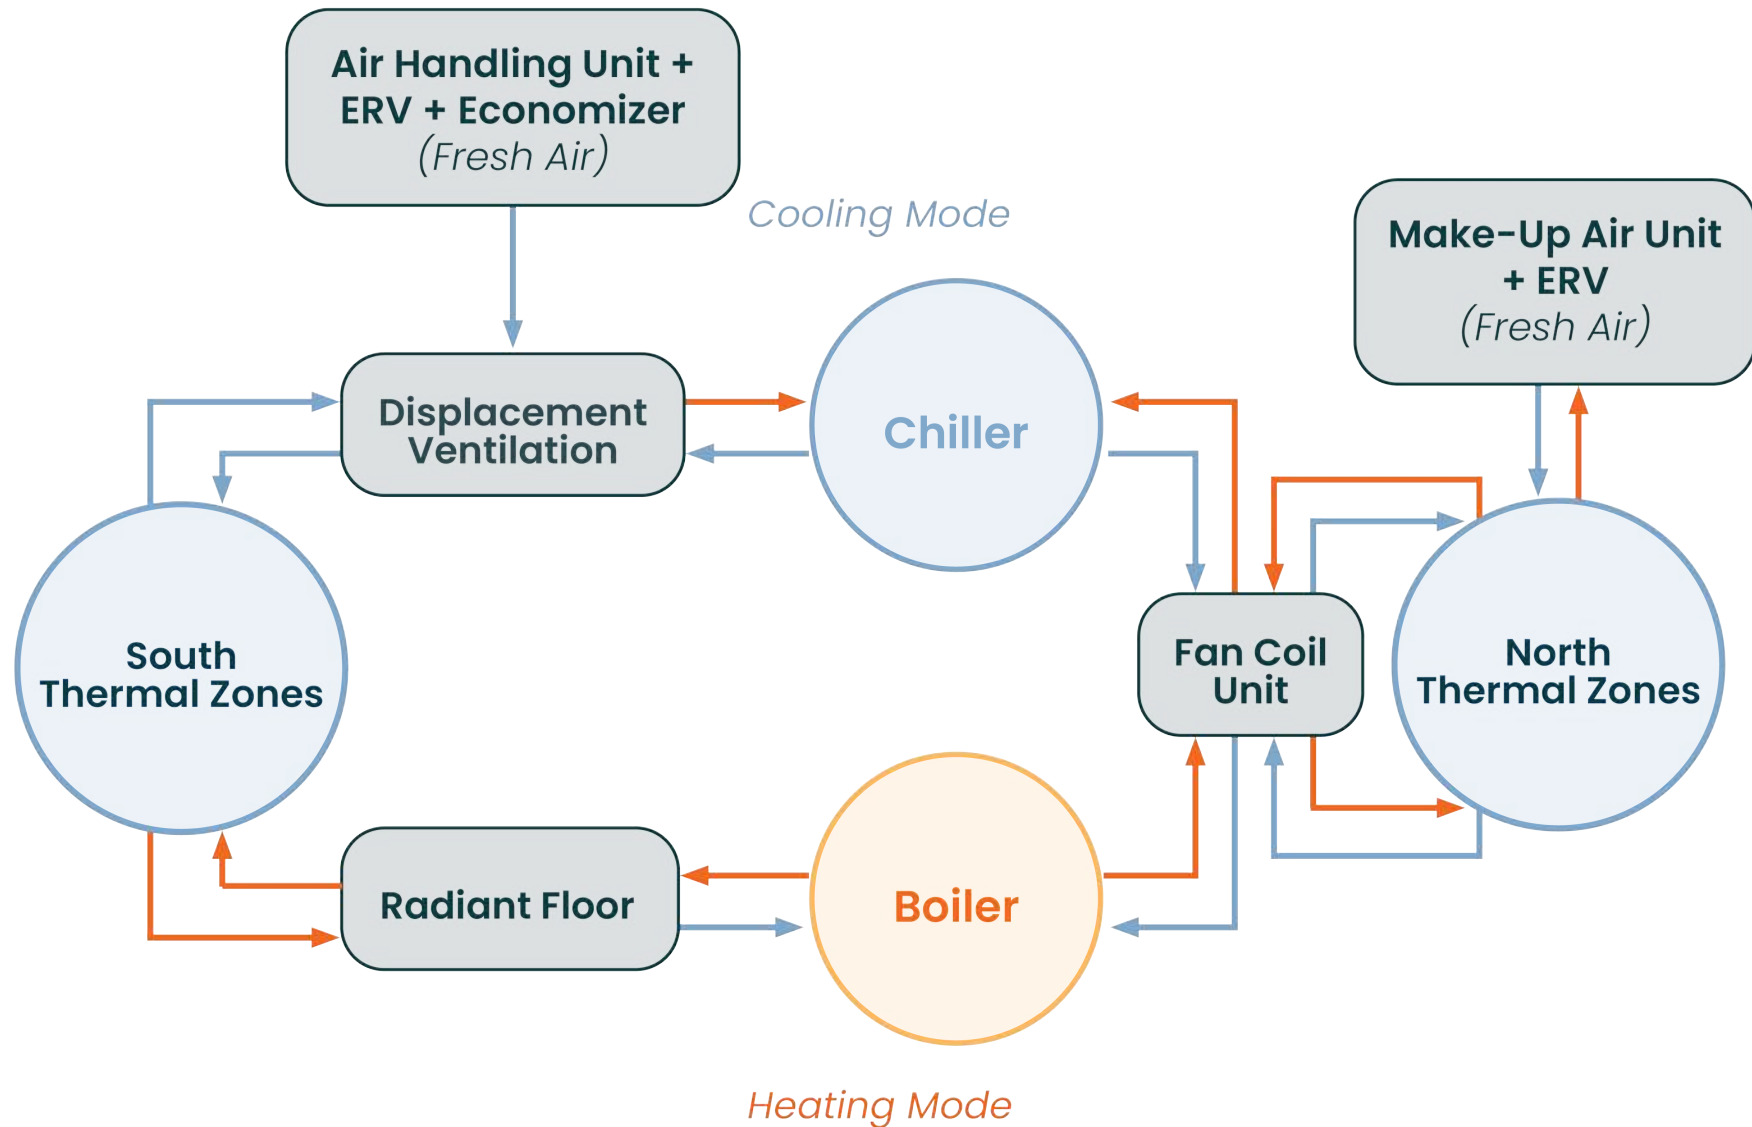 Air Handling Unit +
ERV + Economizer
(Fresh Air)
Cooling Mode
Make-Up Air Unit
+ ERV
(Fresh Air)
Displacement
Ventilation
Chiller
South
Thermal Zones
Fan Coil
Unit
North
Thermal Zones
Radiant Floor
Boiler
Heating Mode